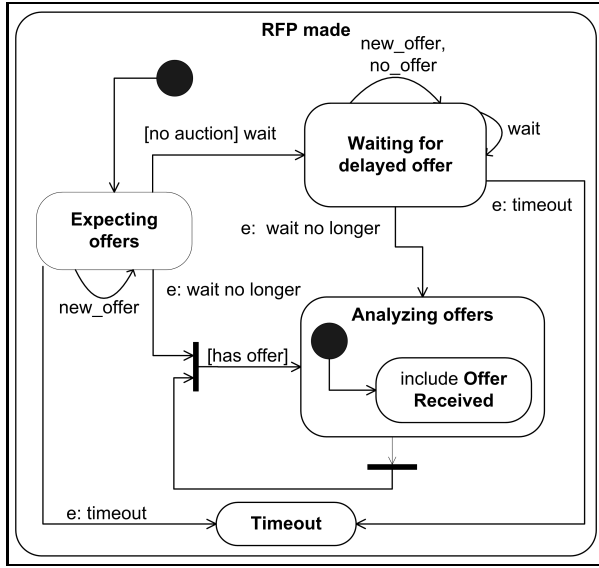 RFP made
new_offer,
no_offer
[no auction] wait
wait
Waiting for
delayed offer
e: timeout
Expecting
offers
e:  wait no longer
e: wait no longer
new_offer
Analyzing offers
[has offer]
include Offer
Received
e: timeout
Timeout